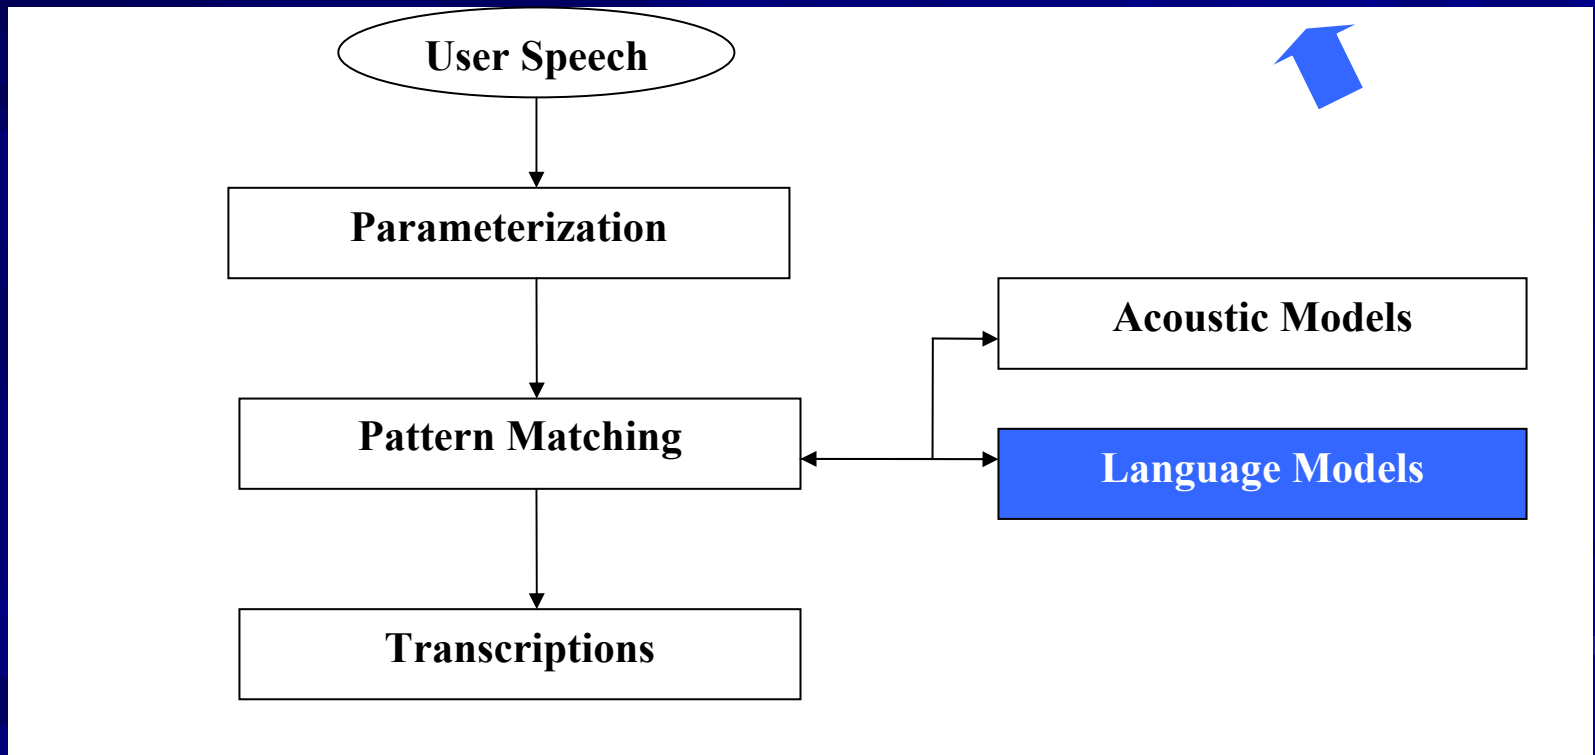 User Speech
Parameterization
Acoustic Models
Pattern Matching
Language Models
Transcriptions